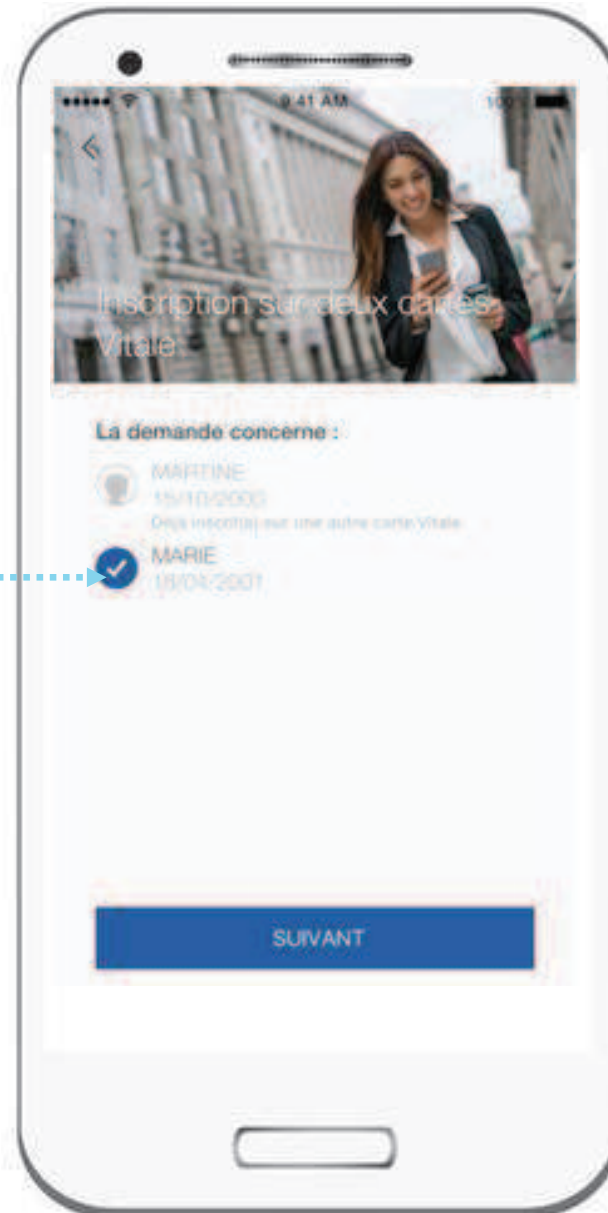 9:41 AM
100%
Inscription sur deux cartes
Vitale
La demande concerne :
MARTINE
15/10/2000
Déjà inscrit(e) sur une autre carte Vitale
MARIE
18/04/2001
SUIVANT